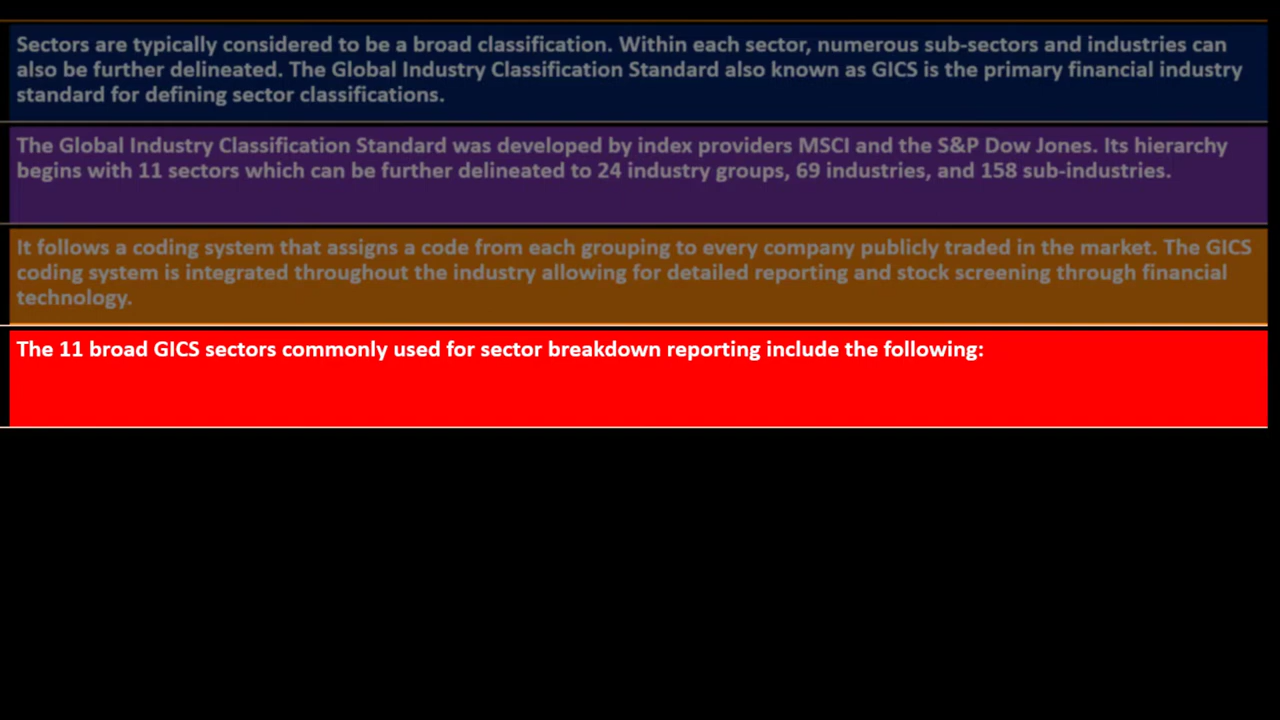 Sectors are typically considered to be a broad classification. Within each sector, numerous sub-sectors and industries can
also be further delineated. The Global Industry Classification Standard also known as GICS is the primary financial industry
standard for defining sector classifications.
The Global Industry Classification Standard was developed by index providers MSCI and the S&P Dow Jones. Its hierarchy
begins with 11 sectors which can be further delineated to 24 industry groups, 69 industries, and 158 sub-industries.
It follows a coding system that assigns a code from each grouping to every company publicly traded in the market. The GICS
coding system is integrated throughout the industry allowing for detailed reporting and stock screening through financial
technology.
The 11 broad GICS sectors commonly used for sector breakdown reporting include the following: